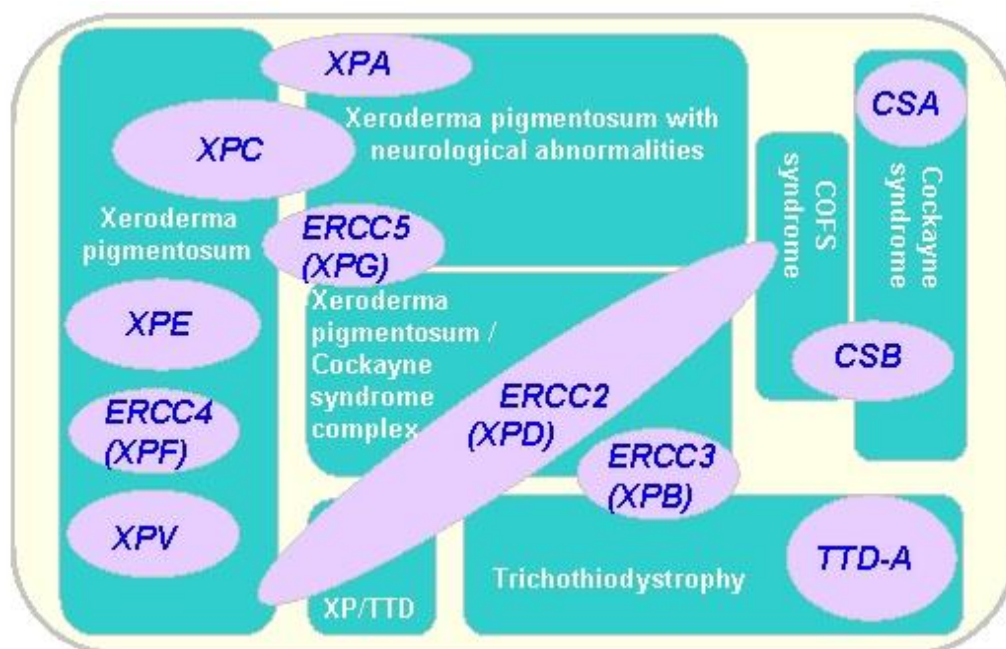 XPA
CSA
Xeroderma pigmentosum with
neurological abnormalities
XPC
COFS
syndrome
Cockayne
syndrome
Xeroderma
pigmentosum
ERCC5
(XPG)
Xeroderma
pigmentosum /
Cockayne
syndrome
complex
XPE
CSB
ERCC2
(XPD)
ERCC4
(XPF)
ERCC3
(XPB)
XPV
TTD-A
Trichothiodystrophy
XP/TTD